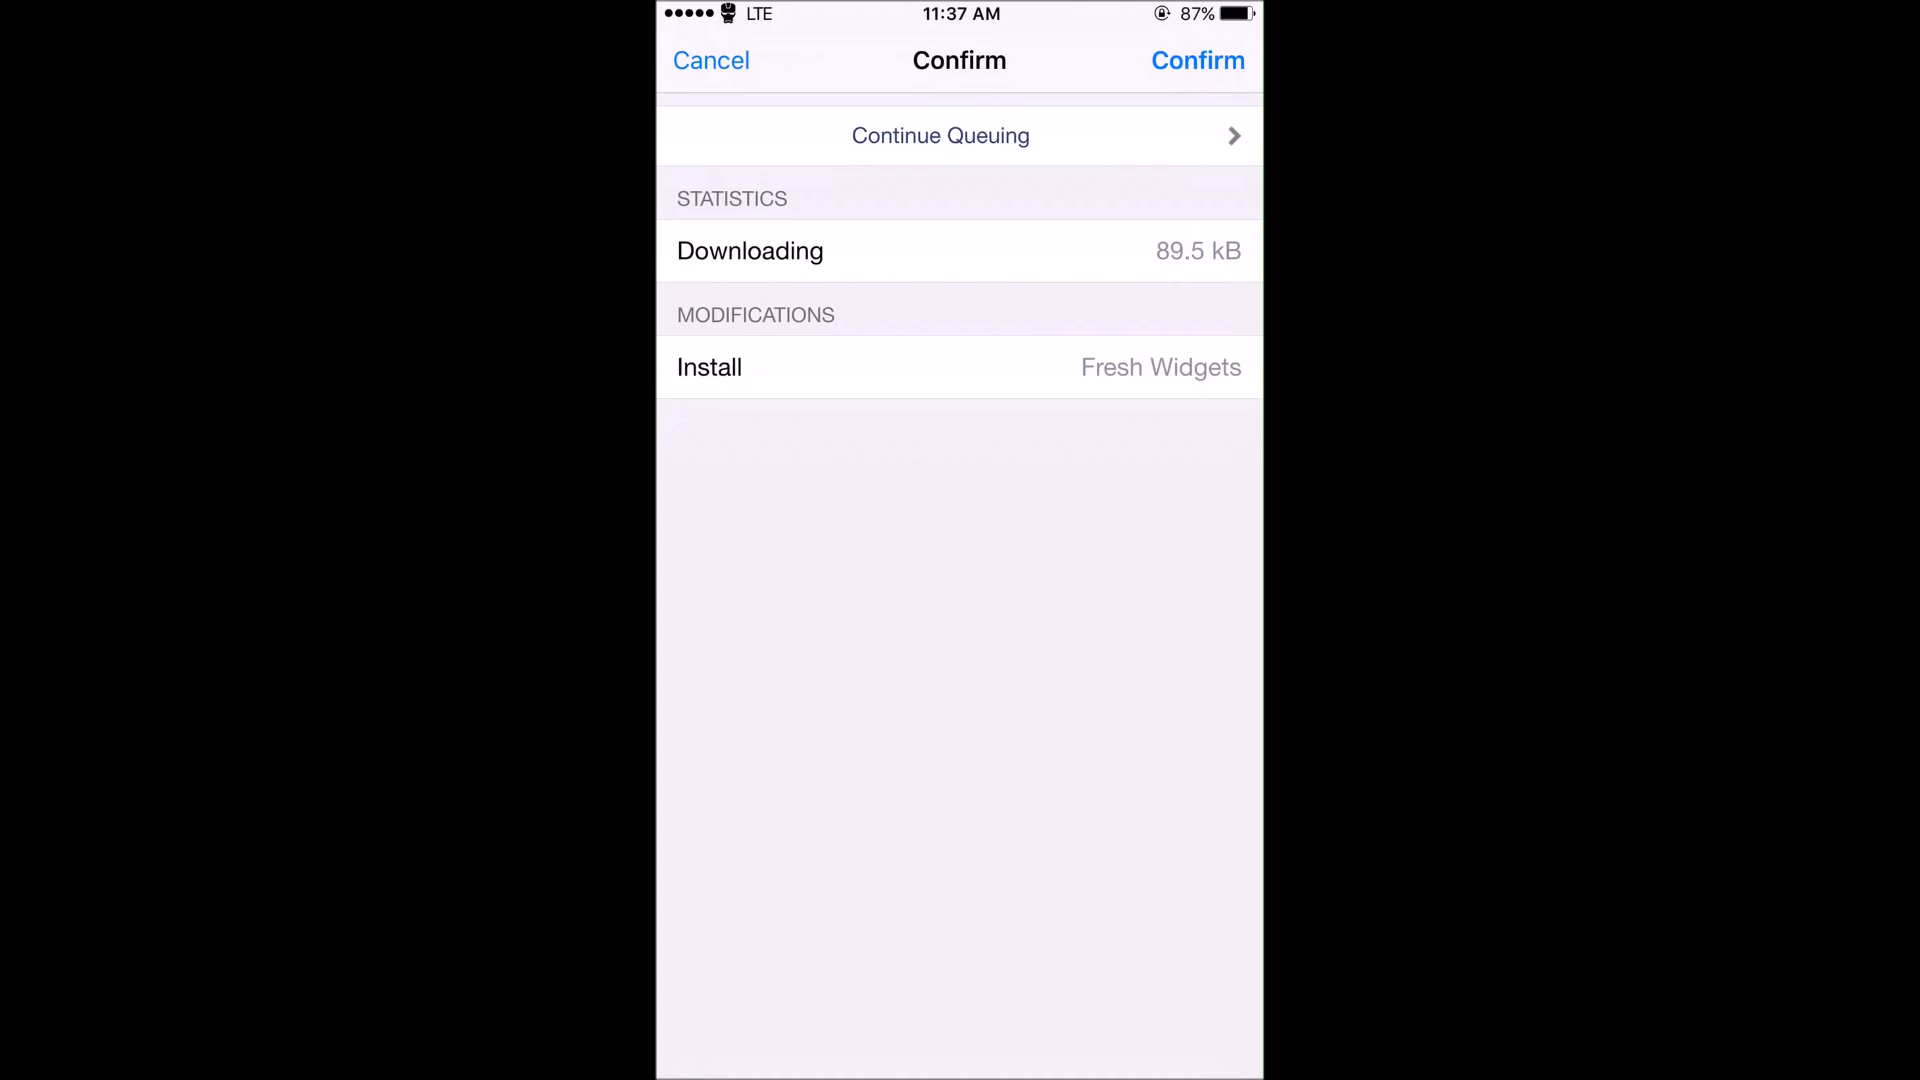 LTE 11:37 AM 87%
Cancel Confirm Confirm
Continue Queuing
STATISTICS
Downloading 89.5 kB
MODIFICATIONS
Install Fresh Widgets